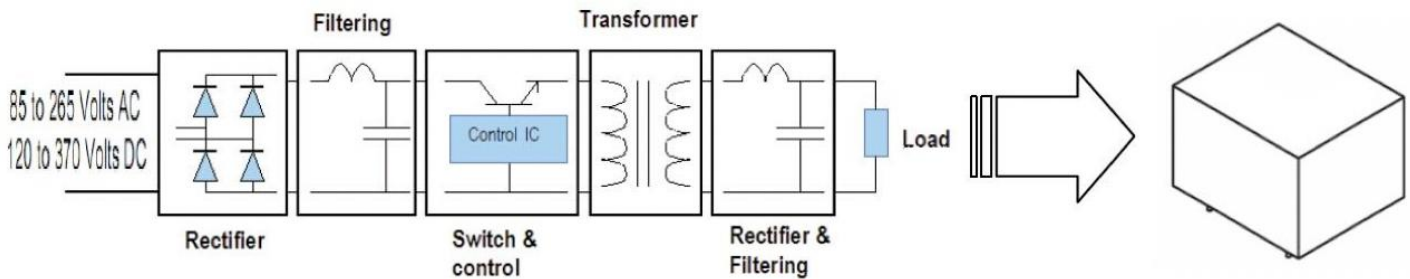 Filtering
Transformer
85 to 265 Volts AC
120 to 370 Volts DC
Control IC
Load
Rectifier
Switch &
control
Rectifier &
Filtering